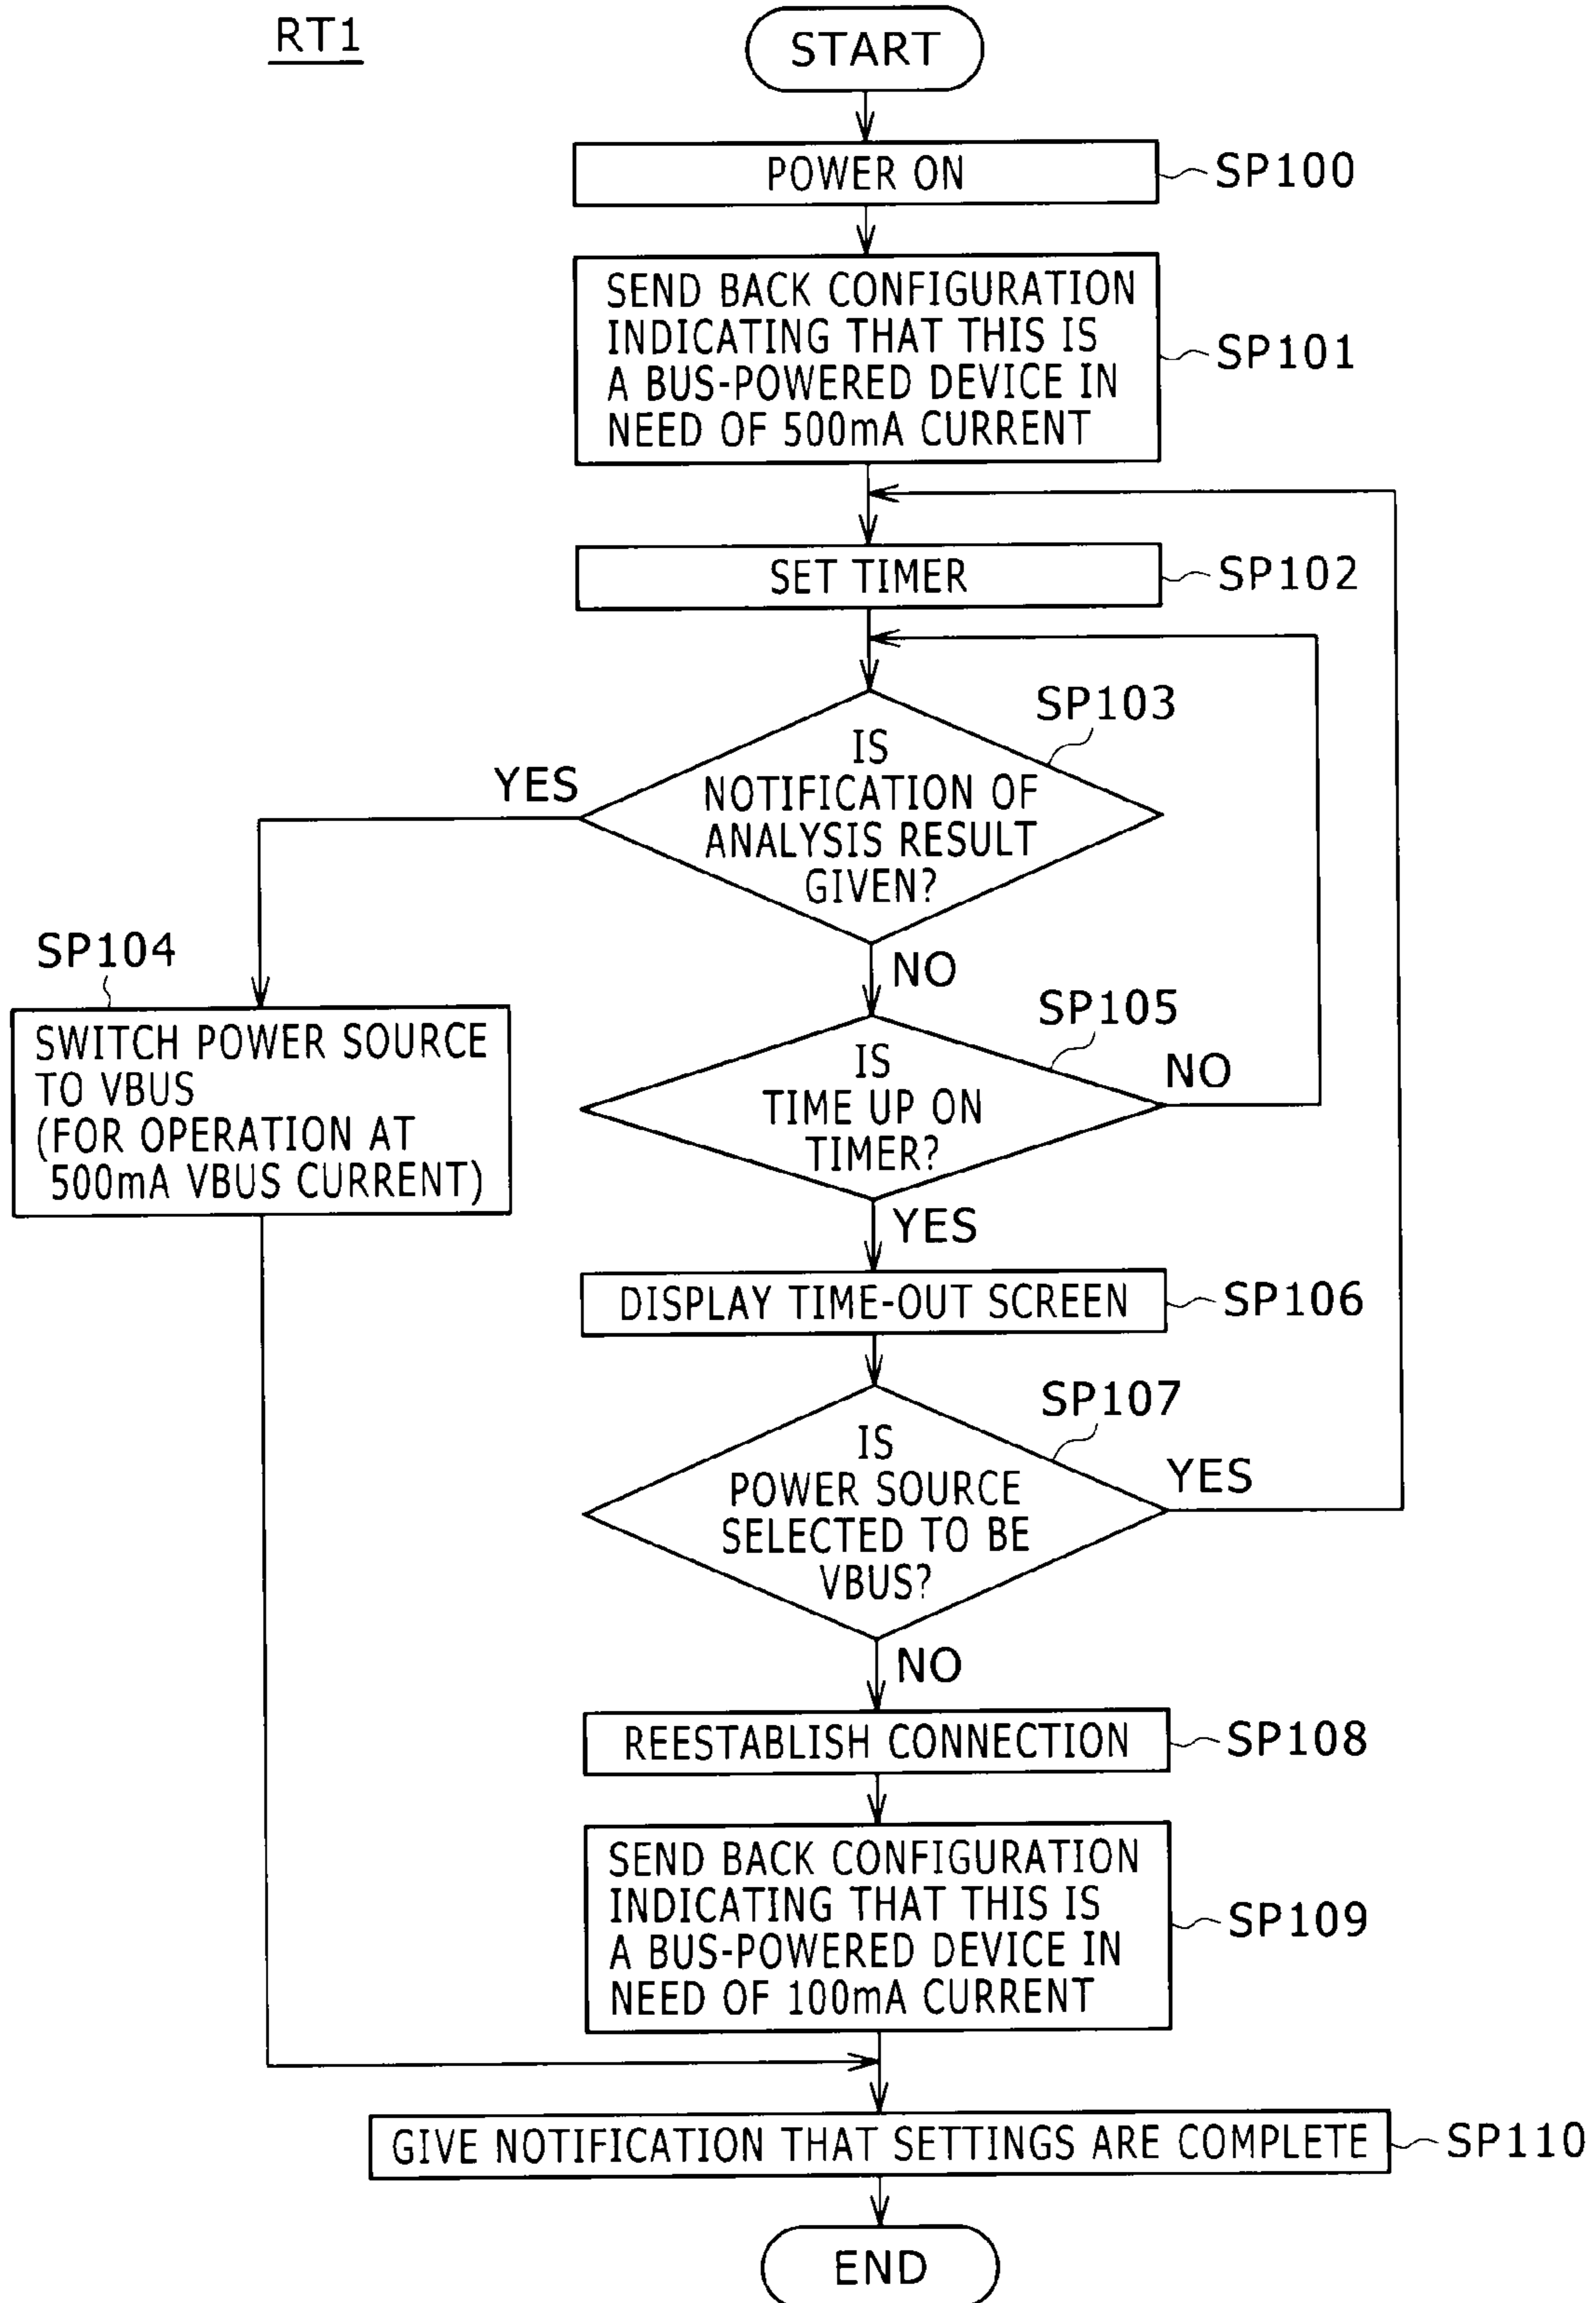 RT1
START
POWER ON
SP100
SEND BACK CONFIGURATION
INDICATING THAT THIS IS
A BUS-POWERED DEVICE IN
NEED OF 500mA CURRENT
SP101
SET TIMER
SP102
SP103
IS
NOTIFICATION OF
ANALYSIS RESULT
GIVEN?
YES
NO
SP104
SWITCH POWER SOURCE
TO VBUS
(FOR OPERATION AT
500mA VBUS CURRENT)
SP105
IS
TIME UP ON
TIMER?
NO
YES
DISPLAY TIME-OUT SCREEN
SP106
SP107
IS
POWER SOURCE
SELECTED TO BE
VBUS?
YES
NO
REESTABLISH CONNECTION
SP108
SEND BACK CONFIGURATION
INDICATING THAT THIS IS
A BUS-POWERED DEVICE IN
NEED OF 100mA CURRENT
SP109
GIVE NOTIFICATION THAT SETTINGS ARE COMPLETE
SP110
END